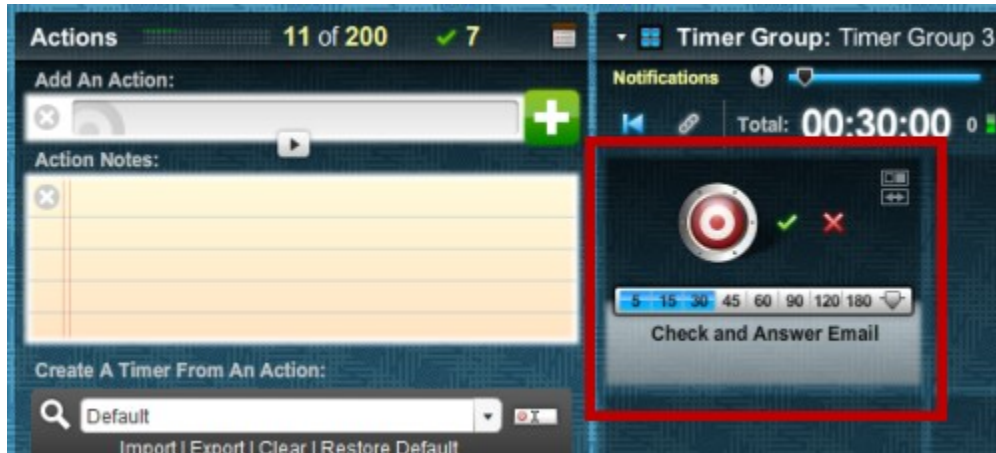 Actions 11 of 200 7
Add An Action:
Action Notes:
Create A Timer From An Action:
Default
Import | Export | Clear | Restore Default
Timer Group: Timer Group 3
Notifications
Total: 00:30:00 0
5 15 30 45 60 90 120 180
Check and Answer Email